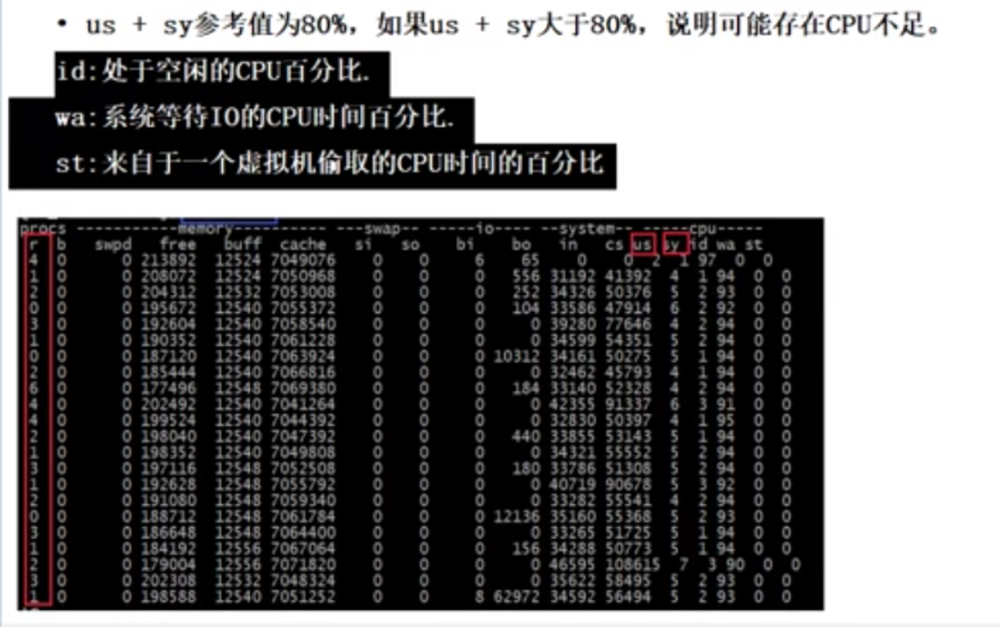 • us + sy参考值为80%，如果us + sy大于80%，说明可能存在CPU不足。
id:处于空闲的CPU百分比.
wa:系统等待IO的CPU时间百分比.
st:来自于一个虚拟机偷取的CPU时间的百分比
procs -----------memory---------- ---swap-- -----io---- --system-- -----cpu-----
r b swpd free buff cache si so bi bo in cs us sy id wa st
4 0 0 213892 12524 7049076 0 0 6 65 0 0 2 1 97 0 0
1 0 0 208072 12524 7050968 0 0 0 556 31192 41392 4 1 94 0 0
2 0 0 204312 12532 7053008 0 0 0 252 34326 50376 5 2 93 0 0
0 0 0 195672 12540 7055372 0 0 0 104 33586 47914 6 2 92 0 0
3 0 0 192604 12540 7058540 0 0 0 0 39280 77646 4 2 94 0 0
1 0 0 190352 12540 7061228 0 0 0 0 34599 54351 5 2 94 0 0
0 0 0 187120 12540 7063924 0 0 0 10312 34161 50275 5 1 94 0 0
2 0 0 185444 12540 7066816 0 0 0 0 32462 45793 4 1 94 0 0
6 0 0 177496 12548 7069380 0 0 0 184 33140 52328 4 2 94 0 0
4 0 0 202492 12540 7041264 0 0 0 0 42355 91337 6 3 91 0 0
4 0 0 199524 12540 7044392 0 0 0 0 32830 50397 4 1 95 0 0
2 0 0 198040 12540 7047392 0 0 0 440 33855 53143 5 1 94 0 0
1 0 0 198352 12540 7049808 0 0 0 0 34321 55552 5 2 94 0 0
3 0 0 197116 12548 7052508 0 0 0 180 33786 51308 5 2 94 0 0
1 0 0 192628 12548 7055792 0 0 0 0 40719 90678 5 3 92 0 0
2 0 0 191080 12548 7059340 0 0 0 0 33282 55541 4 2 94 0 0
0 0 0 188712 12548 7061784 0 0 0 12136 35160 55368 5 2 93 0 0
3 0 0 186648 12548 7064400 0 0 0 0 33265 51725 5 1 94 0 0
1 0 0 184192 12556 7067064 0 0 0 156 34288 50773 5 1 94 0 0
2 0 0 179004 12556 7071820 0 0 0 0 46595 108615 7 3 90 0 0
3 0 0 202308 12532 7048324 0 0 0 0 35622 58495 5 2 93 0 0
1 0 0 198588 12540 7051252 0 0 8 62972 34592 56494 5 2 93 0 0